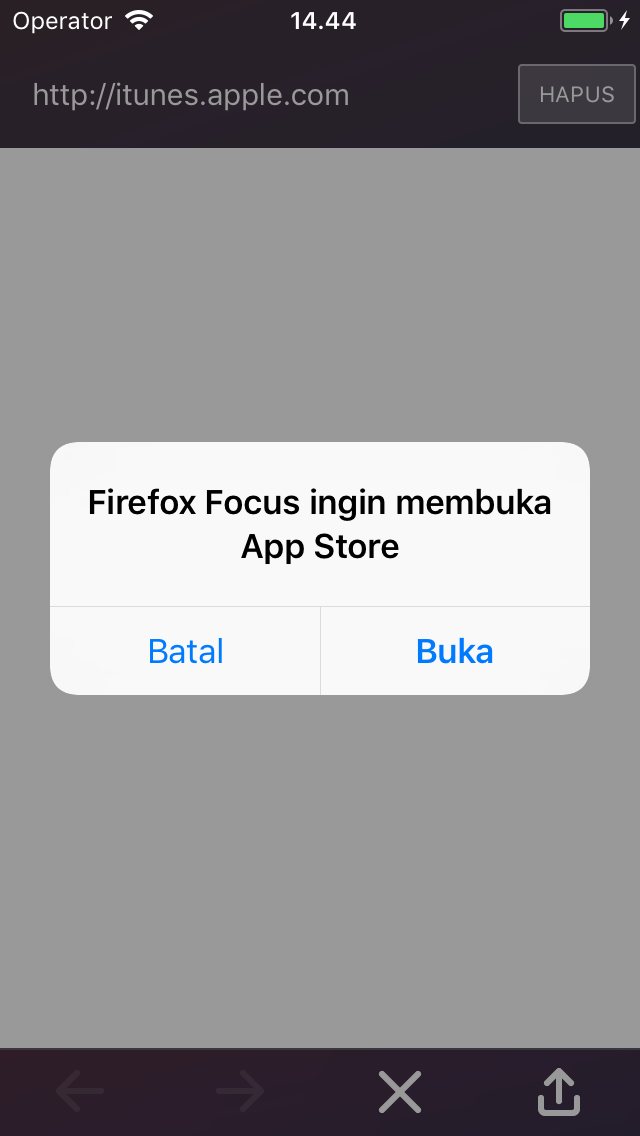 Operator 14.44
http://itunes.apple.com HAPUS
Firefox Focus ingin membuka
App Store
Batal Buka